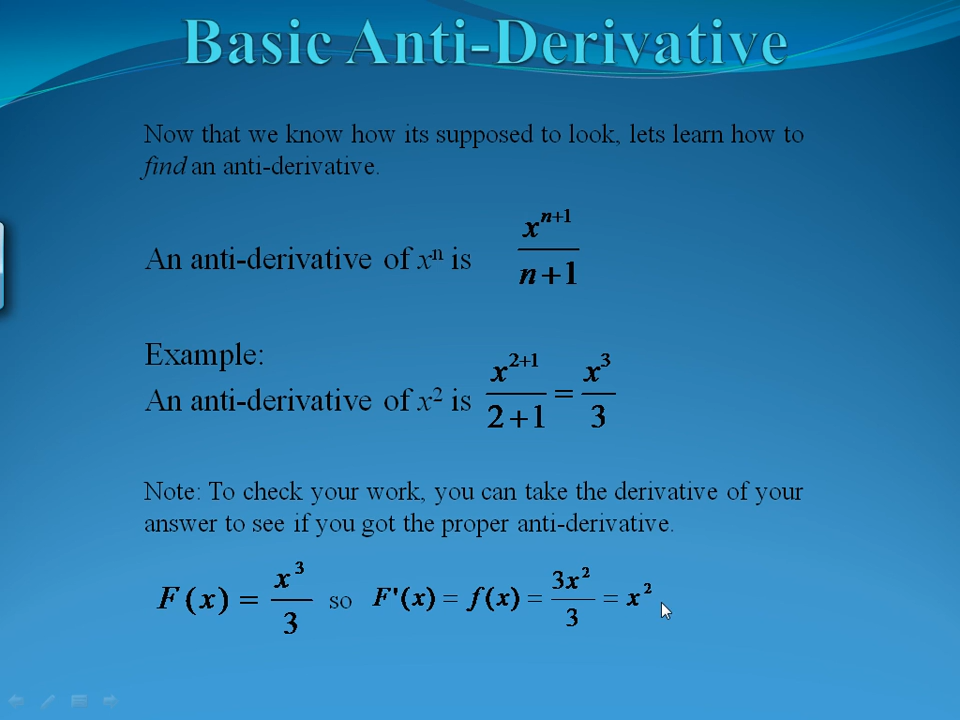 Basic Anti-Derivative
Now that we know how its supposed to look, lets learn how to
find an anti-derivative.
An anti-derivative of xⁿ is x^(n+1)/(n+1)
Example:
An anti-derivative of x² is x^(2+1)/(2+1) = x³/3
Note: To check your work, you can take the derivative of your
answer to see if you got the proper anti-derivative.
F(x) = x³/3 so F'(x) = f(x) = 3x²/3 = x²